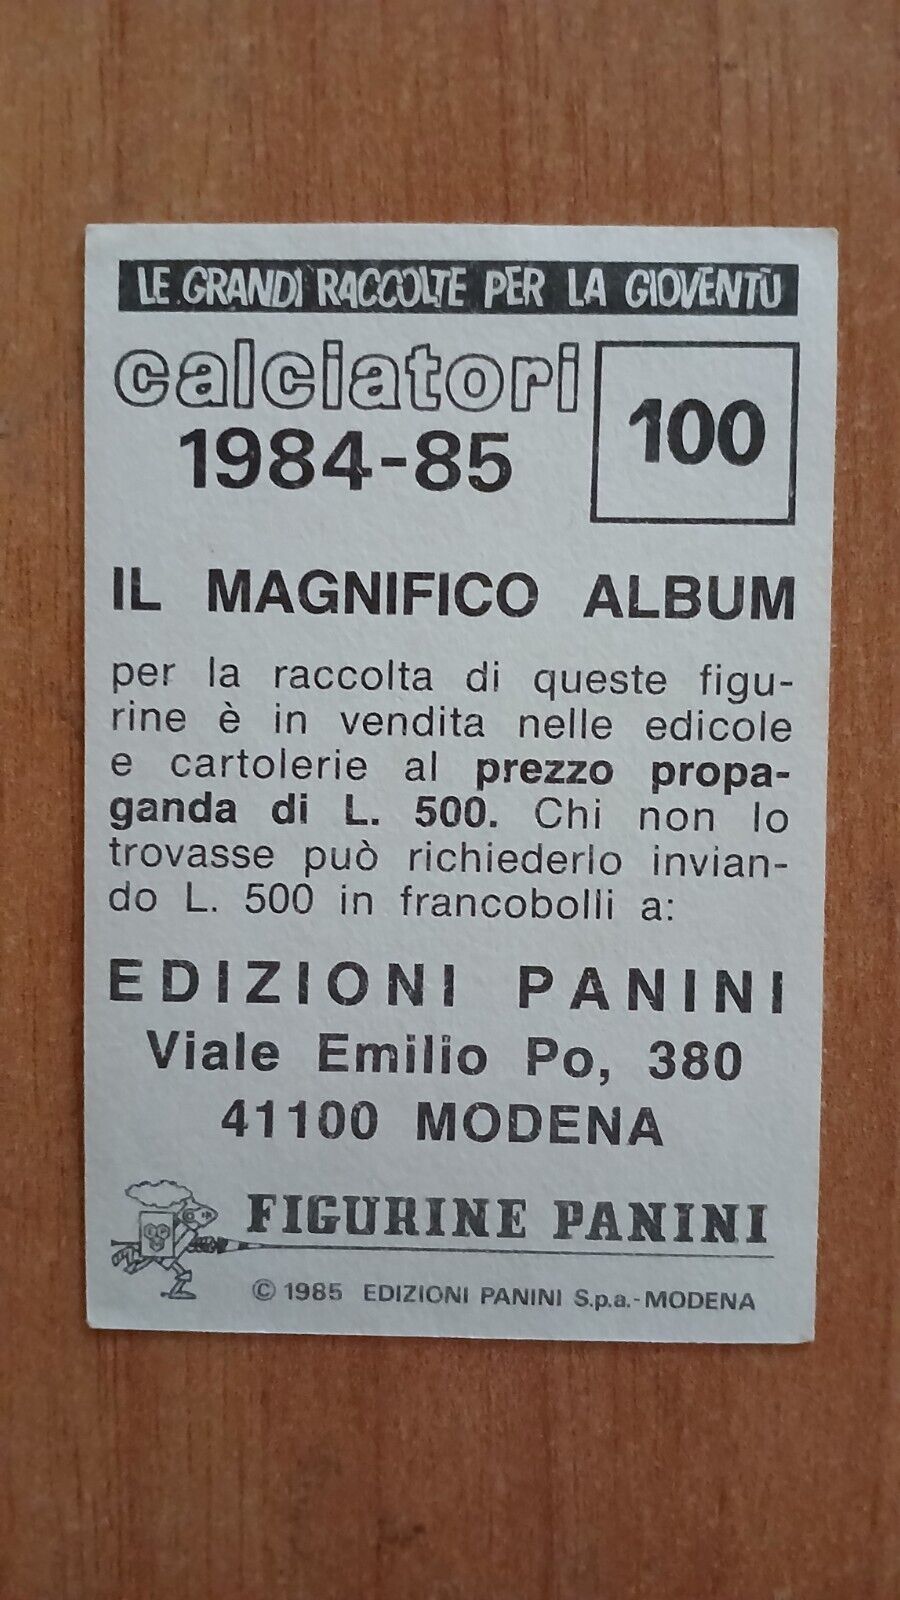 LE GRANDI RACCOLTE PER LA GIOVENTÙ
calciatori
1984-85
100
IL MAGNIFICO ALBUM
per la raccolta di queste figu-
rine è in vendita nelle edicole
e cartolerie al prezzo propa-
ganda di L. 500. Chi non lo
trovasse può richiederlo invian-
do L. 500 in francobolli a:
EDIZIONI PANINI
Viale Emilio Po, 380
41100 MODENA
FIGURINE PANINI
© 1985 EDIZIONI PANINI S.p.a.-MODENA